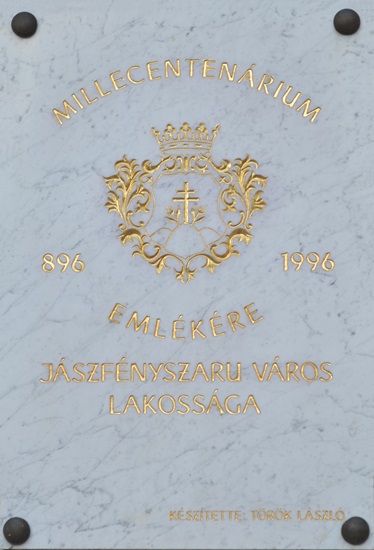 MILLECENTENÁRIUM
896 1996
EMLÉKÉRE
JÁSZFÉNYSZARU VÁROS
LAKOSSÁGA
KÉSZÍTETTE: TÖRÖK LÁSZLÓ